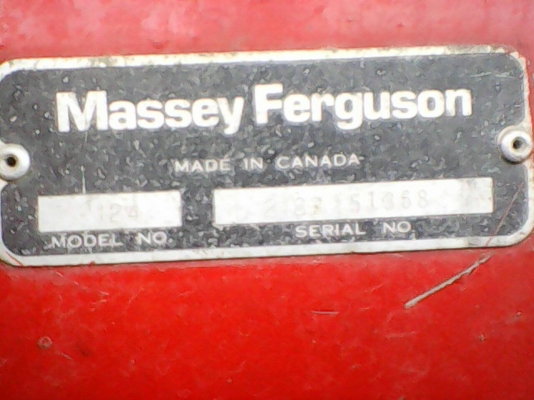 Massey Ferguson
MADE IN CANADA
124
MODEL NO.
SERIAL NO.